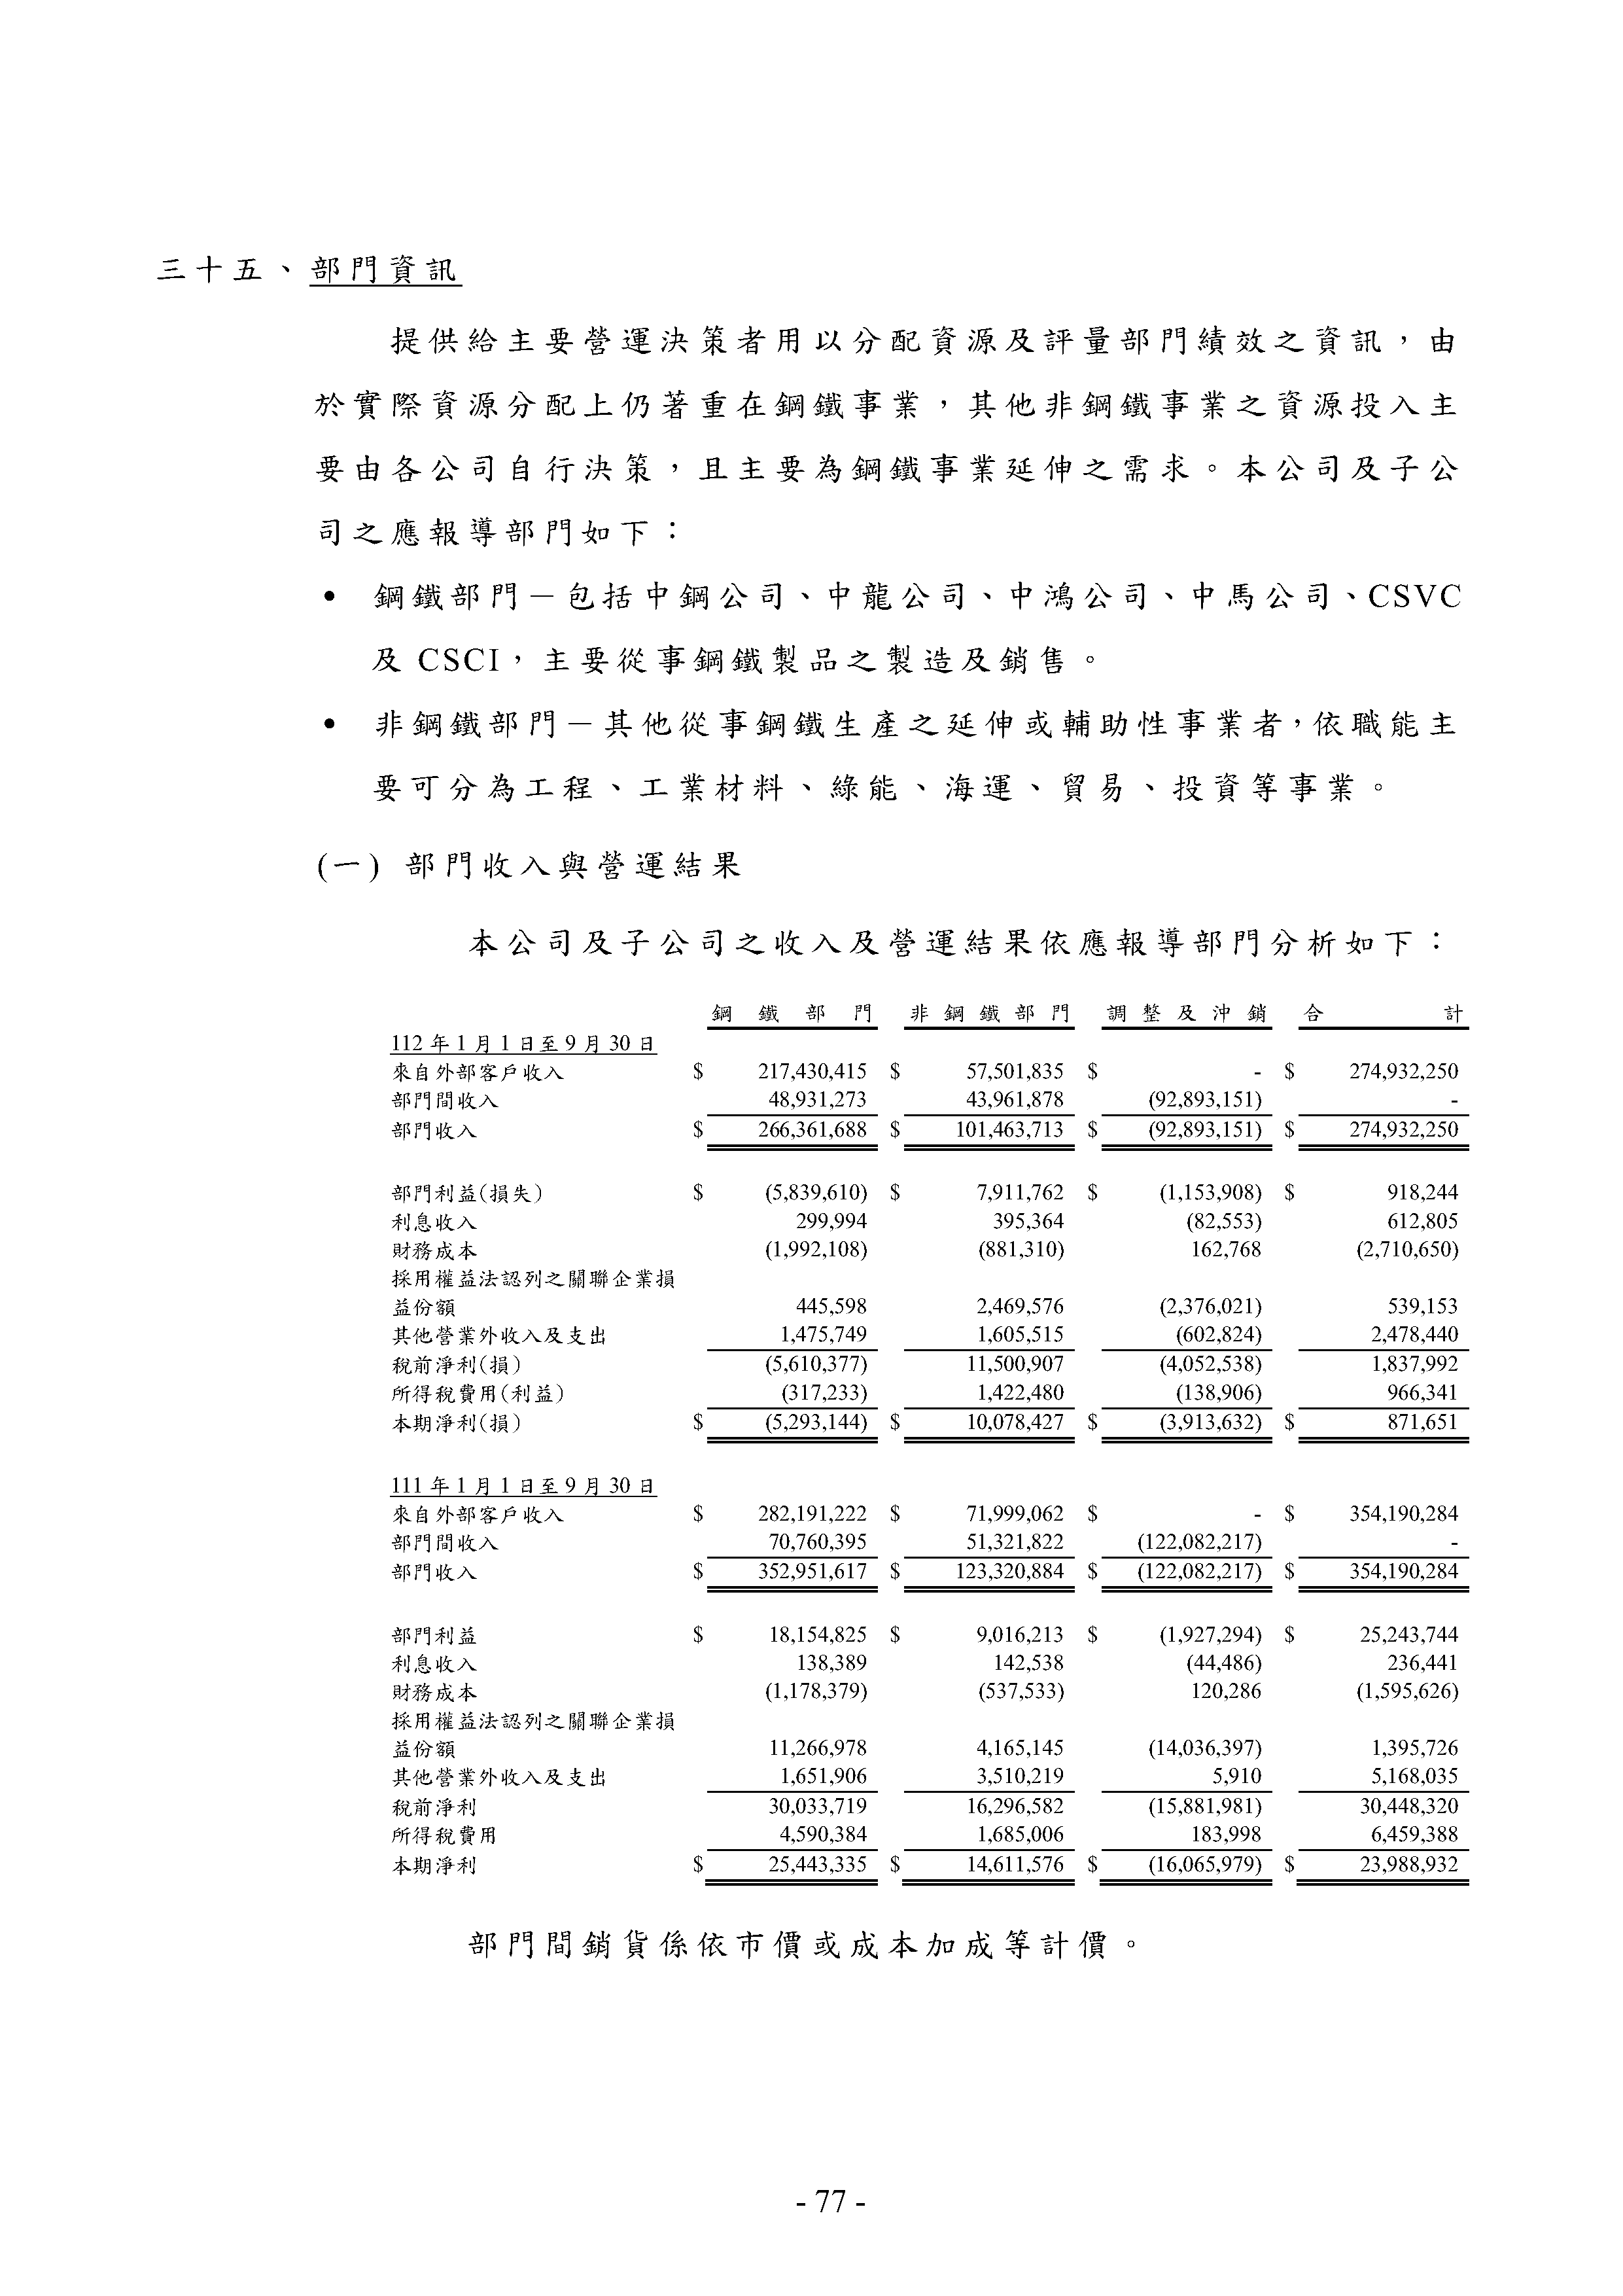 三十五、部門資訊
提供給主要營運決策者用以分配資源及評量部門績效之資訊，由
於實際資源分配上仍著重在鋼鐵事業，其他非鋼鐵事業之資源投入主
要由各公司自行決策，且主要為鋼鐵事業延伸之需求。本公司及子公
司之應報導部門如下：
• 鋼鐵部門－包括中鋼公司、中龍公司、中鴻公司、中馬公司、CSVC
及 CSCI，主要從事鋼鐵製品之製造及銷售。
• 非鋼鐵部門－其他從事鋼鐵生產之延伸或輔助性事業者，依職能主
要可分為工程、工業材料、綠能、海運、貿易、投資等事業。
(一) 部門收入與營運結果
本公司及子公司之收入及營運結果依應報導部門分析如下：
鋼鐵部門 非鋼鐵部門 調整及沖銷 合計
112 年 1 月 1 日至 9 月 30 日
來自外部客戶收入 $ 217,430,415 $ 57,501,835 $ - $ 274,932,250
部門間收入 48,931,273 43,961,878 (92,893,151) -
部門收入 $ 266,361,688 $ 101,463,713 $ (92,893,151) $ 274,932,250
部門利益(損失) $ (5,839,610) $ 7,911,762 $ (1,153,908) $ 918,244
利息收入 299,994 395,364 (82,553) 612,805
財務成本 (1,992,108) (881,310) 162,768 (2,710,650)
採用權益法認列之關聯企業損
益份額 445,598 2,469,576 (2,376,021) 539,153
其他營業外收入及支出 1,475,749 1,605,515 (602,824) 2,478,440
稅前淨利(損) (5,610,377) 11,500,907 (4,052,538) 1,837,992
所得稅費用(利益) (317,233) 1,422,480 (138,906) 966,341
本期淨利(損) $ (5,293,144) $ 10,078,427 $ (3,913,632) $ 871,651
111 年 1 月 1 日至 9 月 30 日
來自外部客戶收入 $ 282,191,222 $ 71,999,062 $ - $ 354,190,284
部門間收入 70,760,395 51,321,822 (122,082,217) -
部門收入 $ 352,951,617 $ 123,320,884 $ (122,082,217) $ 354,190,284
部門利益 $ 18,154,825 $ 9,016,213 $ (1,927,294) $ 25,243,744
利息收入 138,389 142,538 (44,486) 236,441
財務成本 (1,178,379) (537,533) 120,286 (1,595,626)
採用權益法認列之關聯企業損
益份額 11,266,978 4,165,145 (14,036,397) 1,395,726
其他營業外收入及支出 1,651,906 3,510,219 5,910 5,168,035
稅前淨利 30,033,719 16,296,582 (15,881,981) 30,448,320
所得稅費用 4,590,384 1,685,006 183,998 6,459,388
本期淨利 $ 25,443,335 $ 14,611,576 $ (16,065,979) $ 23,988,932
部門間銷貨係依市價或成本加成等計價。
- 77 -